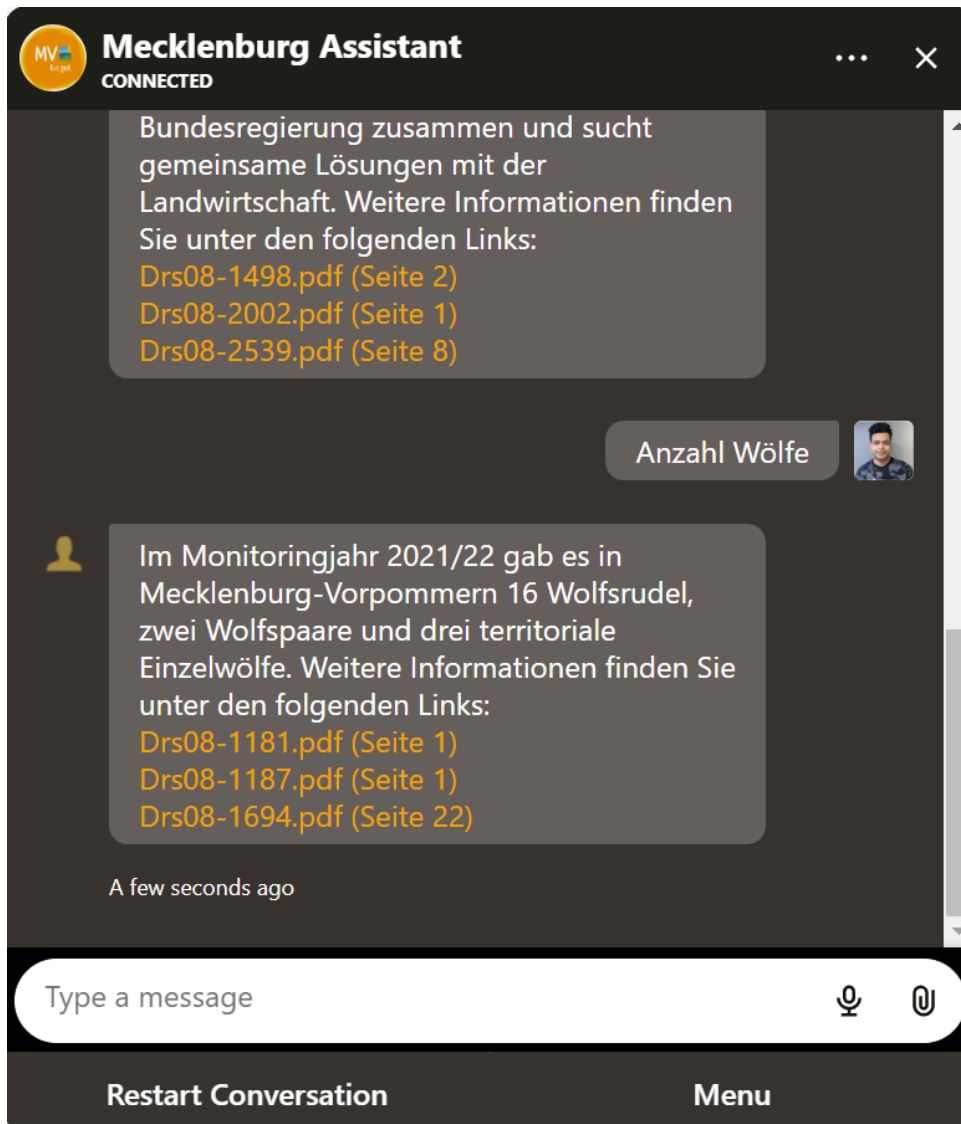 MV
tut gut.
Mecklenburg Assistant
CONNECTED
Bundesregierung zusammen und sucht
gemeinsame Lösungen mit der
Landwirtschaft. Weitere Informationen finden
Sie unter den folgenden Links:
Drs08-1498.pdf (Seite 2)
Drs08-2002.pdf (Seite 1)
Drs08-2539.pdf (Seite 8)
Anzahl Wölfe
Im Monitoringjahr 2021/22 gab es in
Mecklenburg-Vorpommern 16 Wolfsrudel,
zwei Wolfspaare und drei territoriale
Einzelwölfe. Weitere Informationen finden Sie
unter den folgenden Links:
Drs08-1181.pdf (Seite 1)
Drs08-1187.pdf (Seite 1)
Drs08-1694.pdf (Seite 22)
A few seconds ago
Type a message
Restart Conversation
Menu